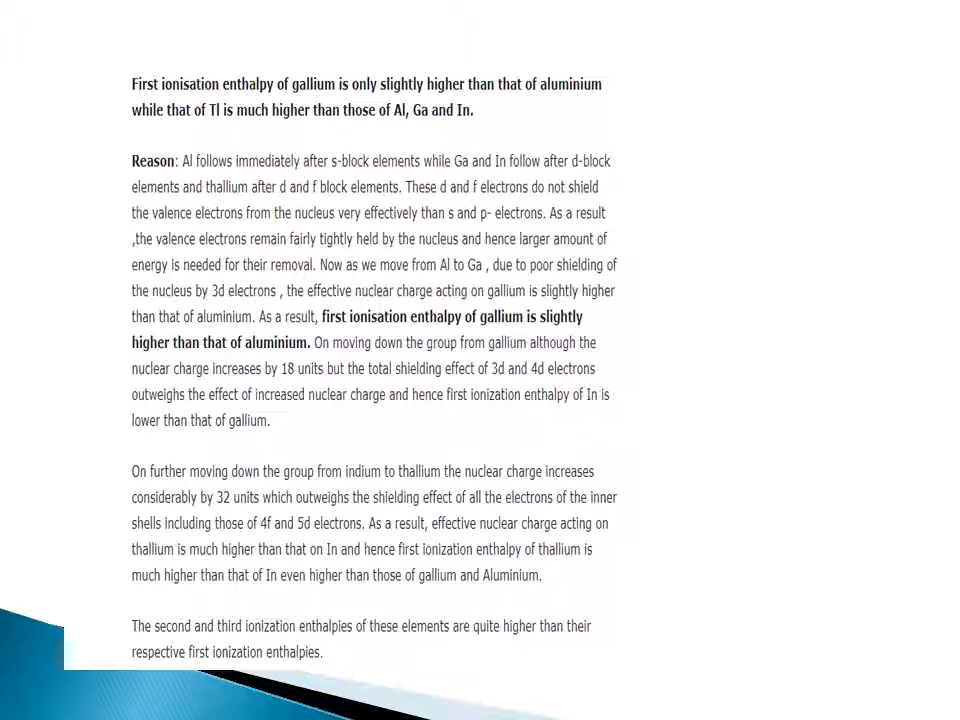 First ionisation enthalpy of gallium is only slightly higher than that of aluminium
while that of Tl is much higher than those of Al, Ga and In.
Reason: Al follows immediately after s-block elements while Ga and In follow after d-block
elements and thallium after d and f block elements. These d and f electrons do not shield
the valence electrons from the nucleus very effectively than s and p- electrons. As a result
,the valence electrons remain fairly tightly held by the nucleus and hence larger amount of
energy is needed for their removal. Now as we move from Al to Ga , due to poor shielding of
the nucleus by 3d electrons , the effective nuclear charge acting on gallium is slightly higher
than that of aluminium. As a result, first ionisation enthalpy of gallium is slightly
higher than that of aluminium. On moving down the group from gallium although the
nuclear charge increases by 18 units but the total shielding effect of 3d and 4d electrons
outweighs the effect of increased nuclear charge and hence first ionization enthalpy of In is
lower than that of gallium.
On further moving down the group from indium to thallium the nuclear charge increases
considerably by 32 units which outweighs the shielding effect of all the electrons of the inner
shells including those of 4f and 5d electrons. As a result, effective nuclear charge acting on
thallium is much higher than that on In and hence first ionization enthalpy of thallium is
much higher than that of In even higher than those of gallium and Aluminium.
The second and third ionization enthalpies of these elements are quite higher than their
respective first ionization enthalpies.